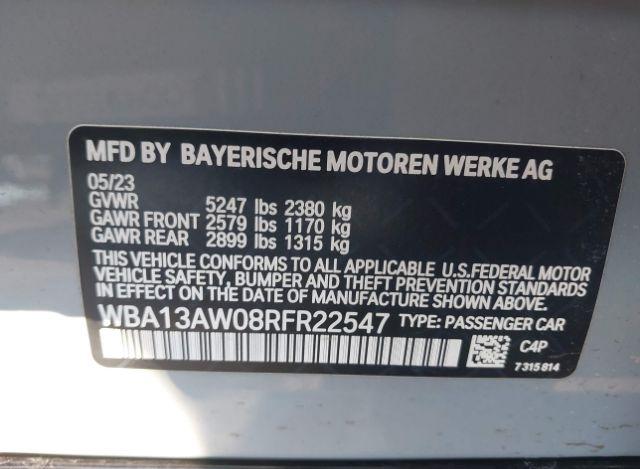 MFD BY BAYERISCHE MOTOREN WERKE AG
05/23
GVWR 5247 lbs 2380 kg
GAWR FRONT 2579 lbs 1170 kg
GAWR REAR 2899 lbs 1315 kg
THIS VEHICLE CONFORMS TO ALL APPLICABLE U.S.FEDERAL MOTOR
VEHICLE SAFETY, BUMPER AND THEFT PREVENTION STANDARDS
IN EFFECT ON THE DATE OF MANUFACTURE SHOWN ABOVE.
WBA13AW08RFR22547 TYPE: PASSENGER CAR
C4P
7315814